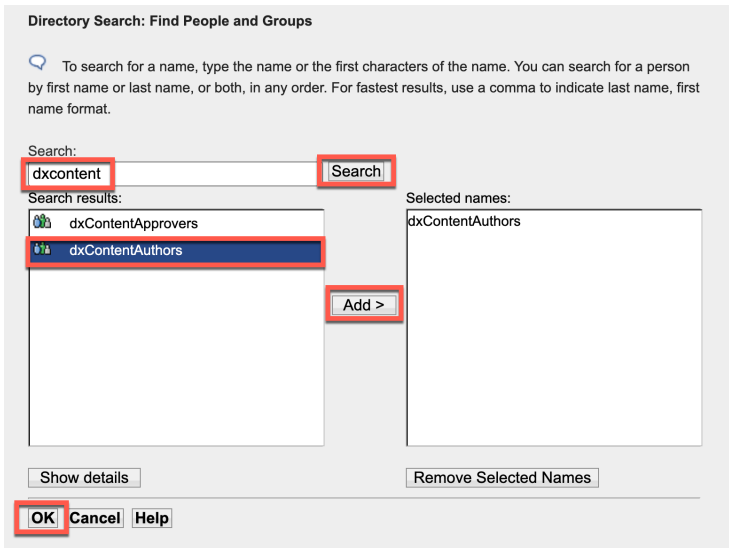 Directory Search: Find People and Groups
To search for a name, type the name or the first characters of the name. You can search for a person
by first name or last name, or both, in any order. For fastest results, use a comma to indicate last name, first
name format.
Search:
dxcontent
Search
Search results:
Selected names:
dxContentApprovers
dxContentAuthors
dxContentAuthors
Add >
Show details
Remove Selected Names
OK Cancel Help